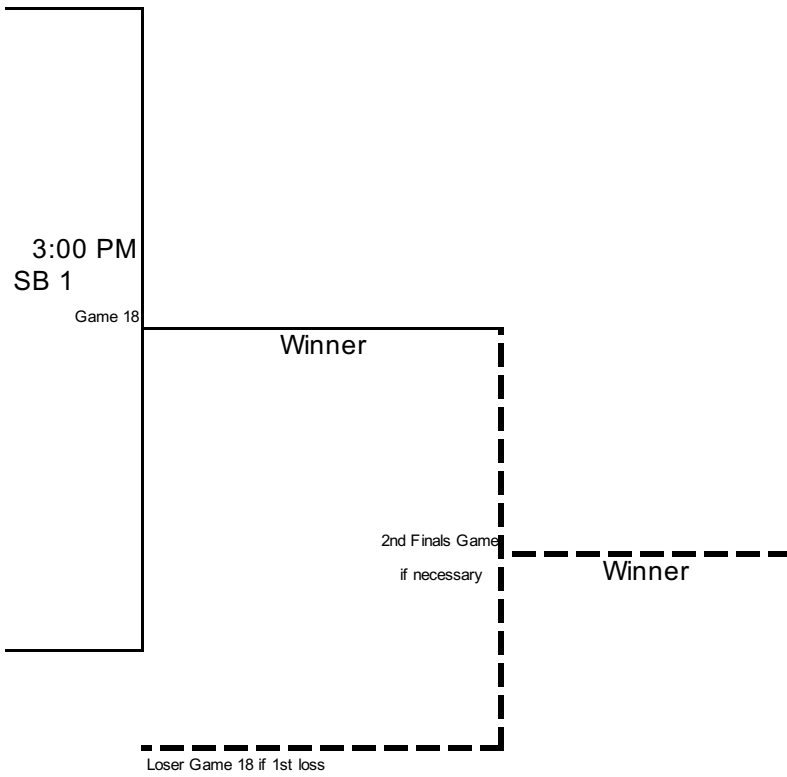 3:00 PM
SB 1
Game 18
Winner
2nd Finals Game
if necessary
Winner
Loser Game 18 if 1st loss